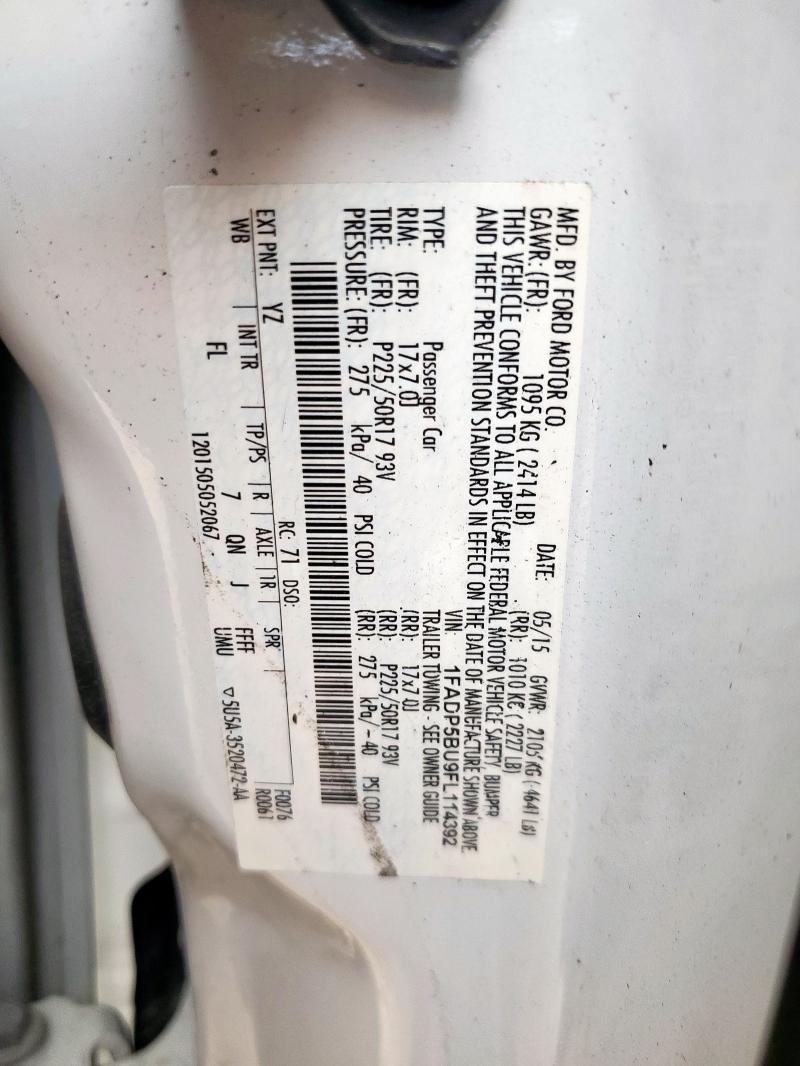 MFD. BY FORD MOTOR CO.
DATE: 05/15 GVWR: 2105 KG ( 4641 LB)
GAWR: (FR): 1095 KG ( 2414 LB) (RR): 1010 KG ( 2227 LB)
THIS VEHICLE CONFORMS TO ALL APPLICABLE FEDERAL MOTOR VEHICLE SAFETY, BUMPER
AND THEFT PREVENTION STANDARDS IN EFFECT ON THE DATE OF MANUFACTURE SHOWN ABOVE
VIN: 1FADP5BU9FL114392
TYPE: Passenger Car TRAILER TOWING - SEE OWNER GUIDE
RIM: (FR): 17x7.0J (RR): 17x7.0J
TIRE: (FR): P225/50R17 93V (RR): P225/50R17 93V
PRESSURE: (FR): 275 kPa/ 40 PSI COLD (RR): 275 kPa/ 40 PSI COLD
F0076
R0061
EXT PNT: YZ RC: 71 DSO:
WB | INT TR | TP/PS | R | AXLE | TR | SPR |
FL 7 QN J FFFF
UMU
1201505052067 ▽5U5A-3520472-AA